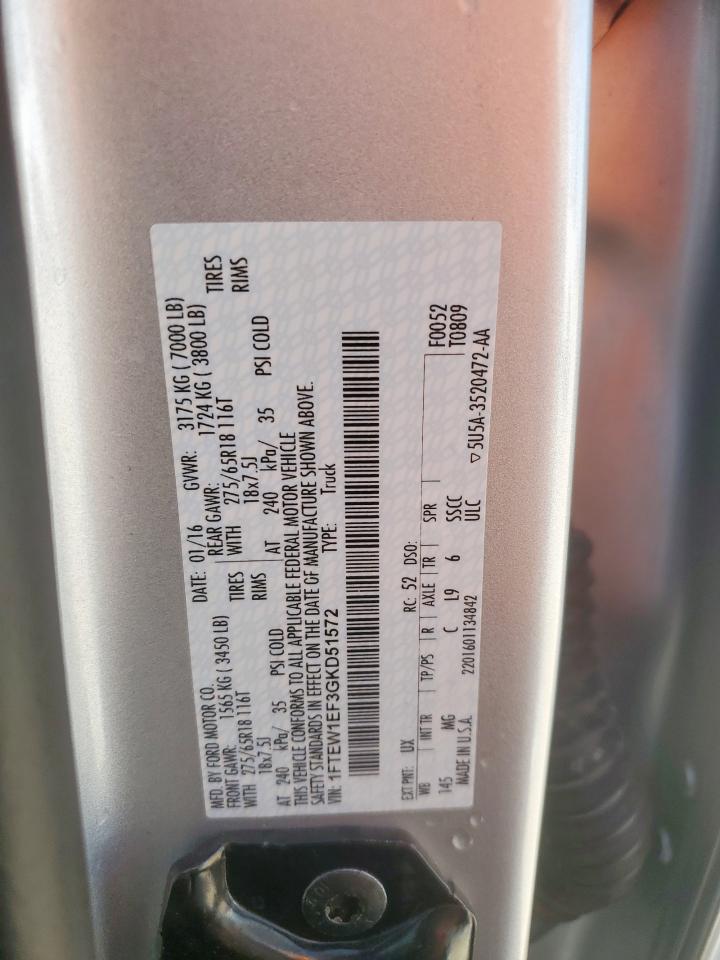 MFD. BY FORD MOTOR CO.
DATE: 01/16 GVWR: 3175 KG ( 7000 LB)
FRONT GAWR: 1565 KG ( 3450 LB) REAR GAWR: 1724 KG ( 3800 LB)
WITH 275/65R18 116T TIRES WITH 275/65R18 116T TIRES
18x7.5J RIMS 18x7.5J RIMS
AT 240 kPa/ 35 PSI COLD AT 240 kPa/ 35 PSI COLD
THIS VEHICLE CONFORMS TO ALL APPLICABLE FEDERAL MOTOR VEHICLE
SAFETY STANDARDS IN EFFECT ON THE DATE OF MANUFACTURE SHOWN ABOVE.
VIN: 1FTEW1EF3GKD51572 TYPE: Truck
F0052
EXT PNT: UX RC: 52 DSO: T0809
WB INT TR TP/PS R AXLE TR SPR
145 MG C L9 6 SSCC
▽5U5A-3520472-AA
MADE IN U.S.A. 2201601134842 ULC